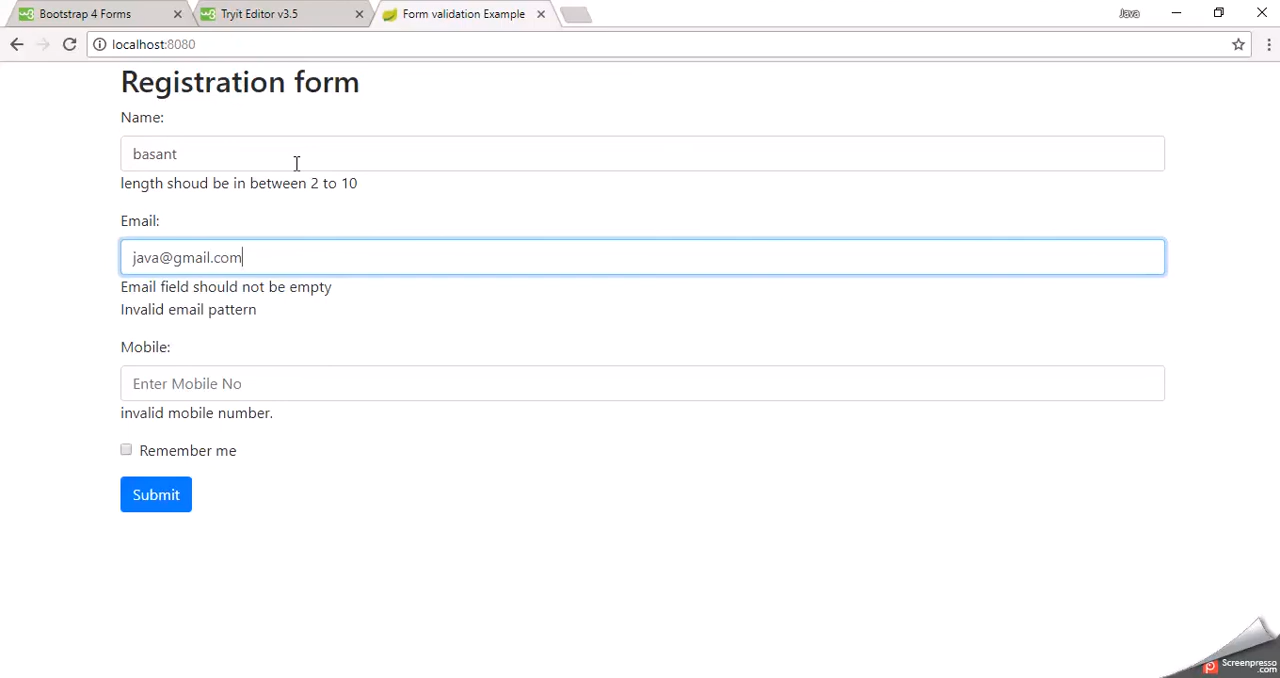 Bootstrap 4 Forms
Tryit Editor v3.5
Form validation Example
Java
localhost:8080
Registration form
Name:
basant
length shoud be in between 2 to 10
Email:
java@gmail.com
Email field should not be empty
Invalid email pattern
Mobile:
Enter Mobile No
invalid mobile number.
Remember me
Submit
Screenpresso
.com